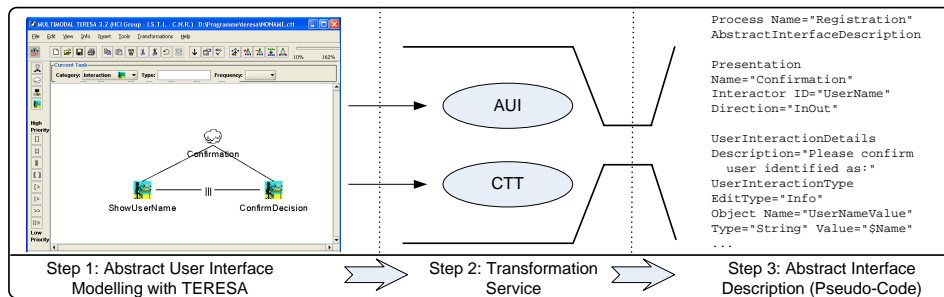 MULTIMODAL TERESA 3.2 (HCI Group - I.S.T.I. - C.N.R.) D:\Programme\teresa\NONAME.ctt
File Edit View Info Insert Tools Transformations Help
10% 162%
Current Task
Category: Interaction Type: Frequency:
High
Priority
[]
|||
[>
>>
Low
Priority
Confirmation
|||
ShowUserName
ConfirmDecision
AUI
CTT
Process Name="Registration"
AbstractInterfaceDescription
Presentation
Name="Confirmation"
Interactor ID="UserName"
Direction="InOut"
UserInteractionDetails
Description="Please confirm
user identified as:"
UserInteractionType
EditType="Info"
Object Name="UserNameValue"
Type="String" Value="$Name"
...
Step 1: Abstract User Interface
Modelling with TERESA
Step 2: Transformation
Service
Step 3: Abstract Interface
Description (Pseudo-Code)